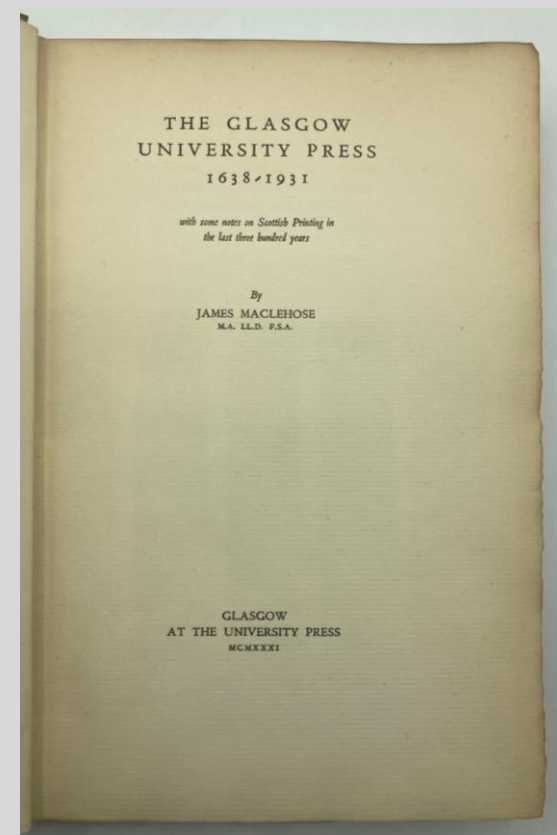 THE GLASGOW
UNIVERSITY PRESS
1638-1931
with some notes on Scottish Printing in
the last three hundred years
By
JAMES MACLEHOSE
M.A. LL.D. F.S.A.
GLASGOW
AT THE UNIVERSITY PRESS
MCMXXXI